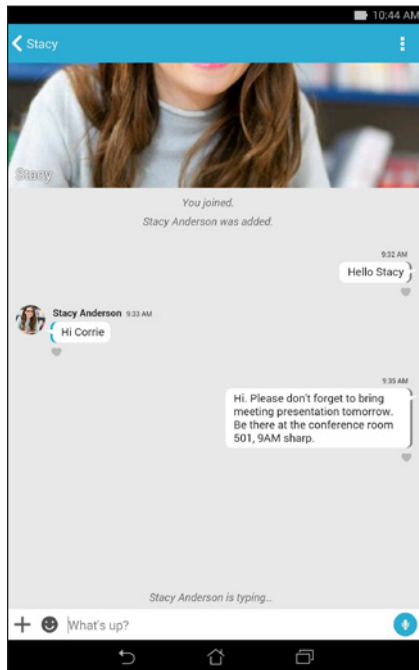 10:44 AM
Stacy
Stacy
You joined.
Stacy Anderson was added.
9:32 AM
Hello Stacy
Stacy Anderson 9:33 AM
Hi Corrie
9:35 AM
Hi. Please don't forget to bring
meeting presentation tomorrow.
Be there at the conference room
501, 9AM sharp.
Stacy Anderson is typing...
What's up?